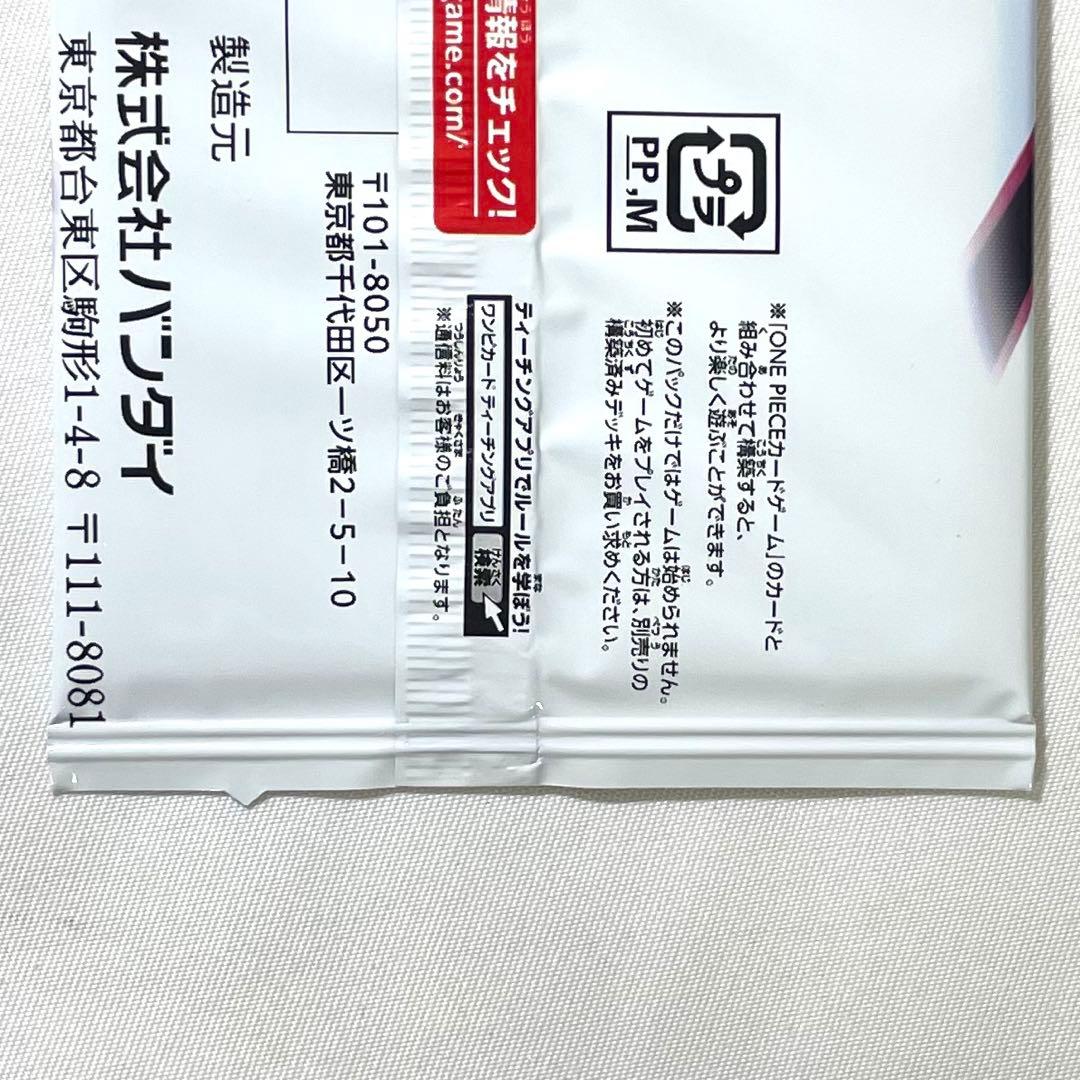 ※「ONE PIECEカードゲーム」のカードと
組み合わせて構築すると、
より楽しく遊ぶことができます。
※このパックだけではゲームは始められません。
初めてゲームをプレイされる方は、別売りの
構築済みデッキをお買い求めください。
プラ
PP,M
情報をチェック!
game.com/
ティーチングアプリでルールを学ぼう!
ワンピカード ティーチングアプリ 検索
※通信料はお客様のご負担となります。
〒101-8050
東京都千代田区一ツ橋2-5-10
製造元
株式会社バンダイ
東京都台東区駒形1-4-8 〒111-8081